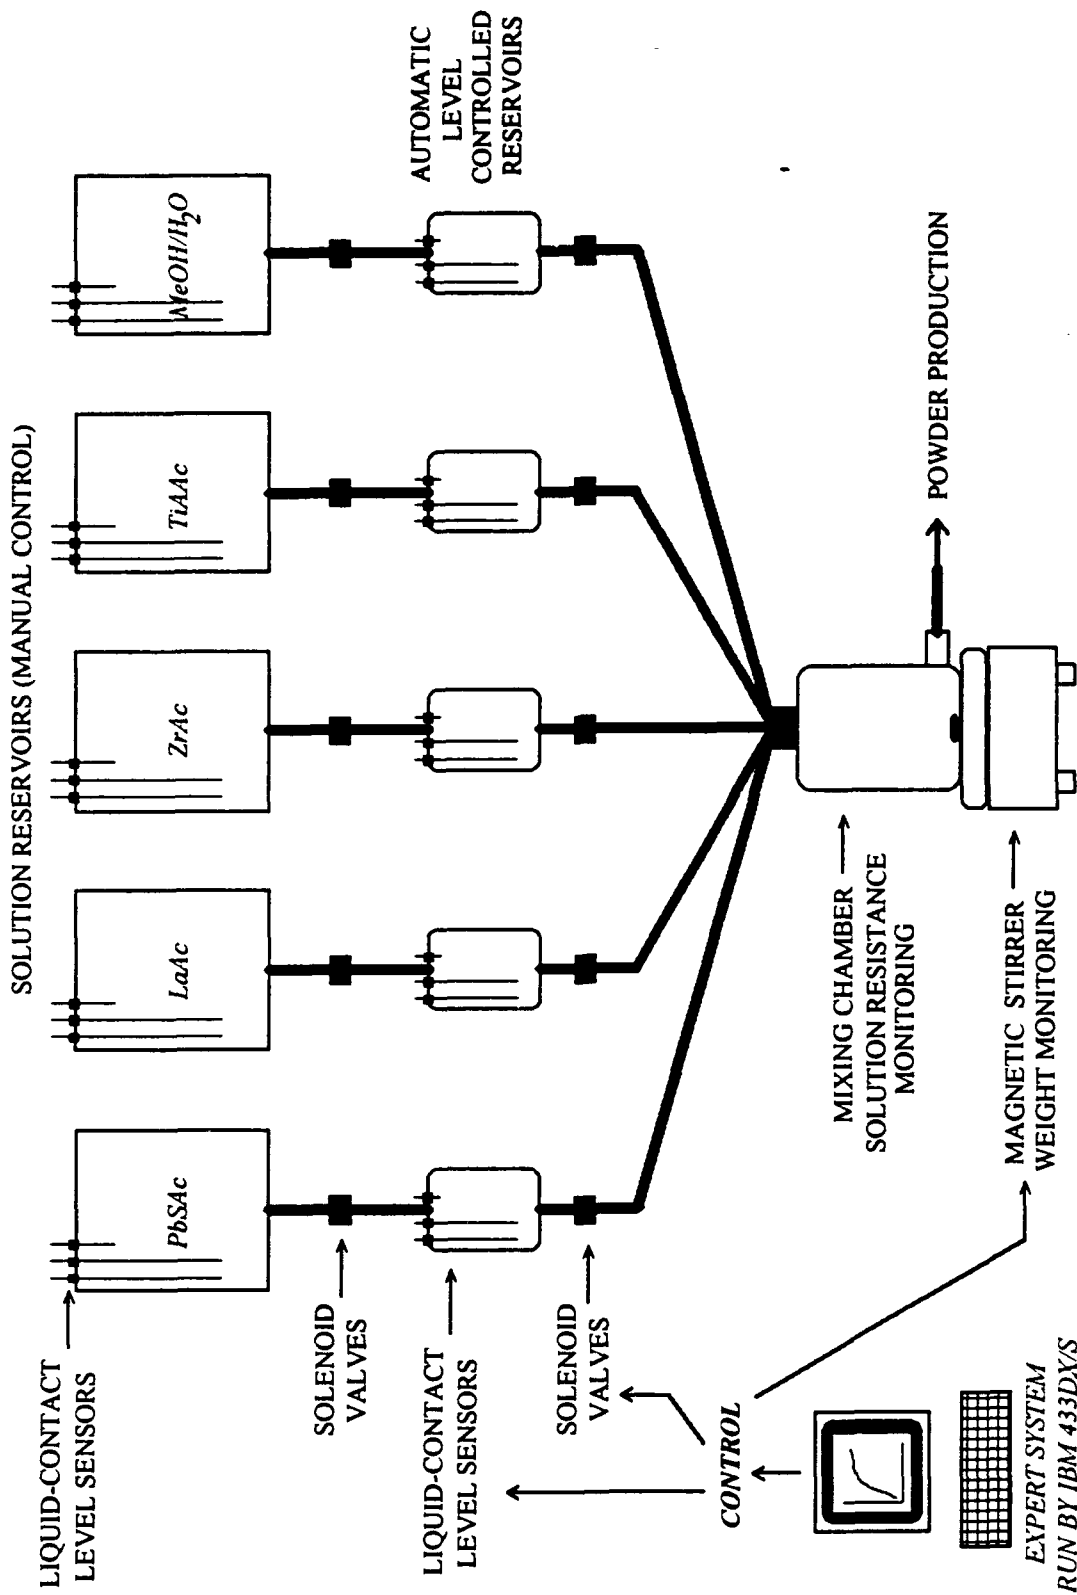 SOLUTION RESERVOIRS (MANUAL CONTROL)
LIQUID-CONTACT
LEVEL SENSORS
PbSAc
LaAc
ZrAc
TiAAc
MeOH/H2O
SOLENOID
VALVES
LIQUID-CONTACT
LEVEL SENSORS
AUTOMATIC
LEVEL
CONTROLLED
RESERVOIRS
SOLENOID
VALVES
CONTROL
MIXING CHAMBER
SOLUTION RESISTANCE
MONITORING
POWDER PRODUCTION
MAGNETIC STIRRER
WEIGHT MONITORING
EXPERT SYSTEM
RUN BY IBM 433DX/S